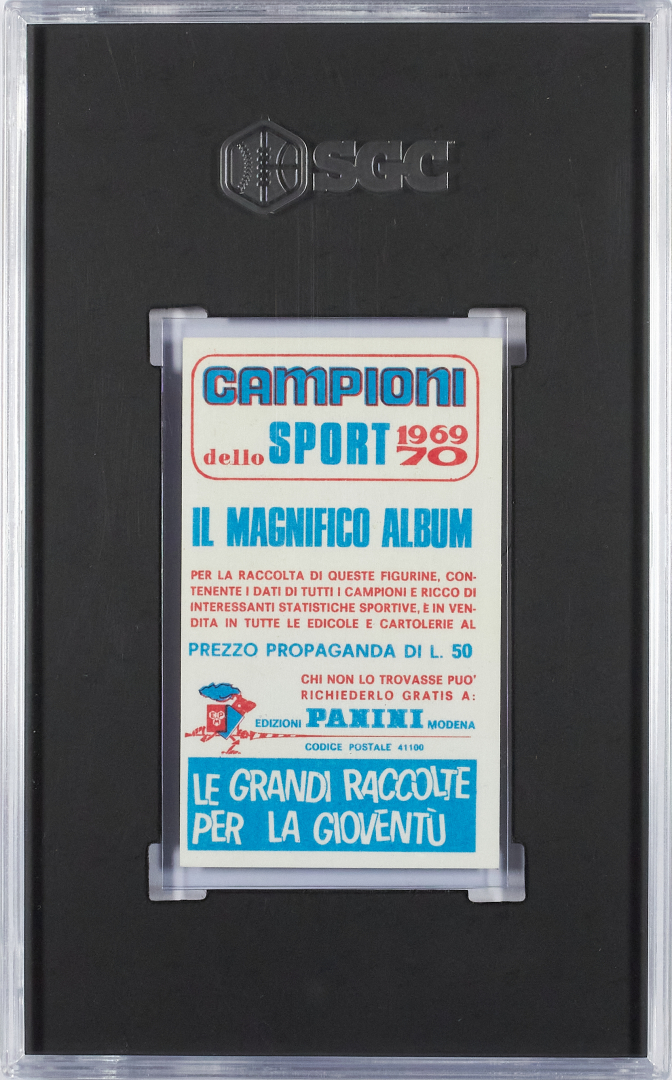 SGC
CAMPIONI
dello SPORT 1969
70
IL MAGNIFICO ALBUM
PER LA RACCOLTA DI QUESTE FIGURINE, CON-
TENENTE I DATI DI TUTTI I CAMPIONI E RICCO DI
INTERESSANTI STATISTICHE SPORTIVE, È IN VEN-
DITA IN TUTTE LE EDICOLE E CARTOLERIE AL
PREZZO PROPAGANDA DI L. 50
CHI NON LO TROVASSE PUO'
RICHIEDERLO GRATIS A:
EDIZIONI PANINI MODENA
CODICE POSTALE 41100
LE GRANDI RACCOLTE
PER LA GIOVENTÙ